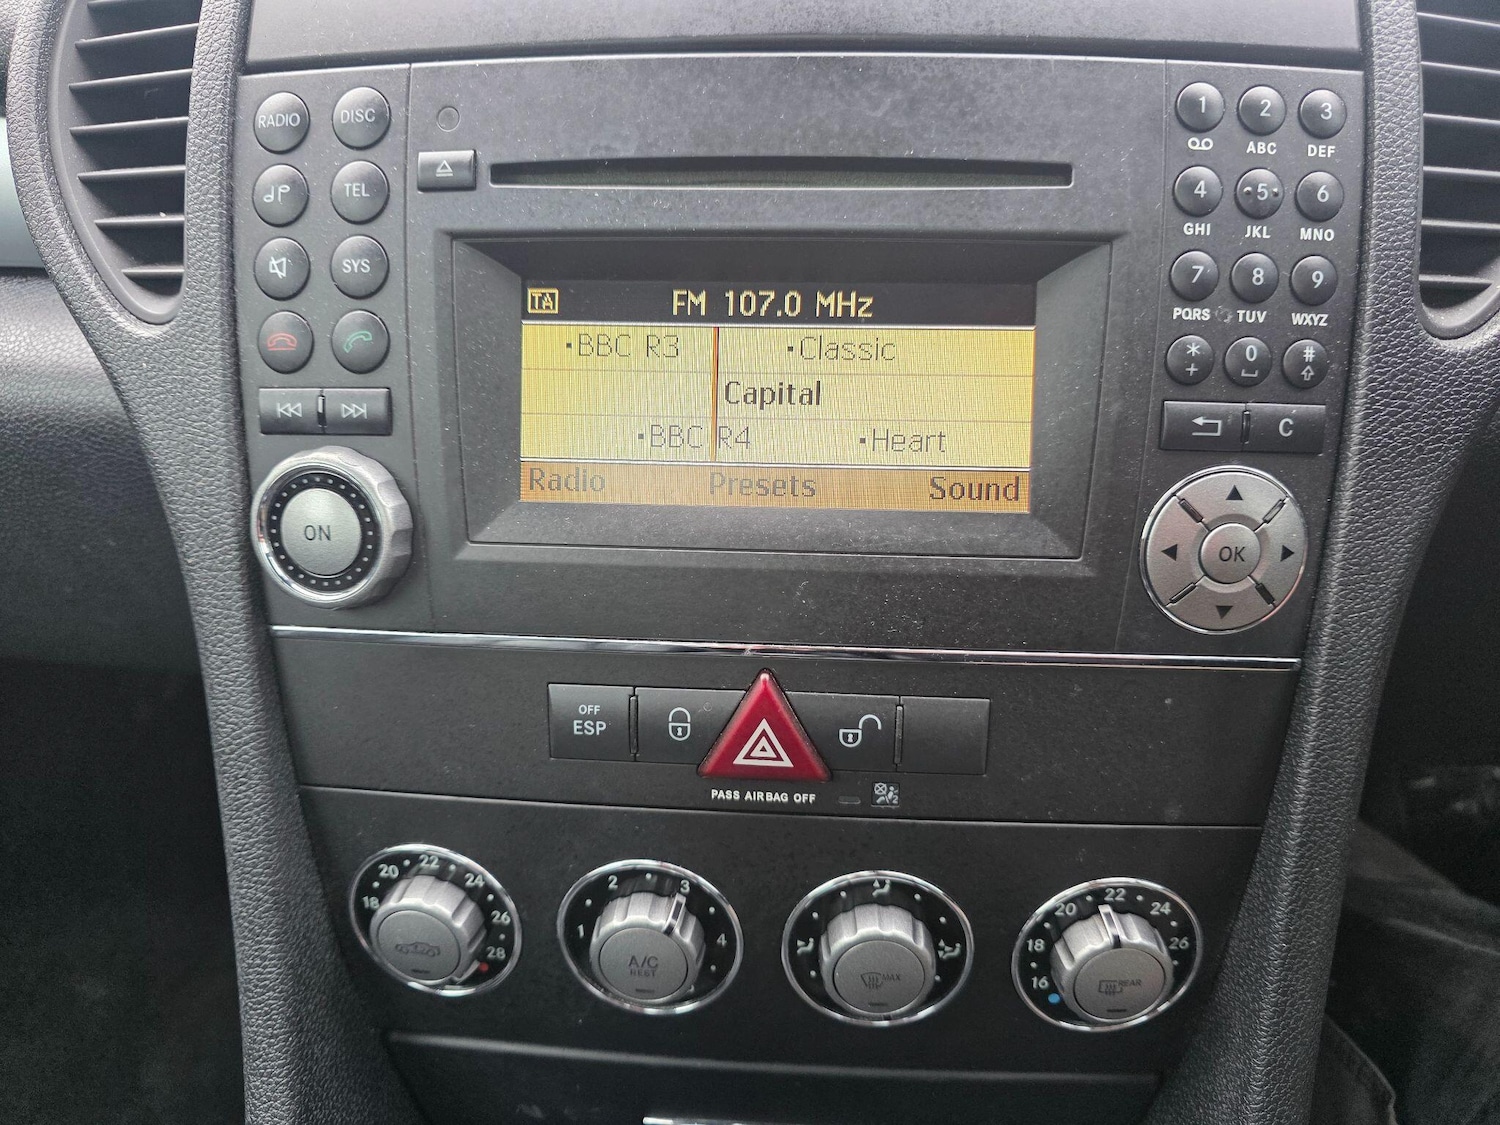 RADIO DISC
TEL
SYS
ON
TA FM 107.0 MHz
BBC R3 Classic
Capital
BBC R4 Heart
Radio Presets Sound
1 2 3
ABC DEF
4 5 6
GHI JKL MNO
7 8 9
PQRS TUV WXYZ
* 0 #
+
C
OK
OFF
ESP
PASS AIRBAG OFF
2
18 20 22 24 26 28
1 2 3 4
A/C
REST
MAX
16 18 20 22 24 26
REAR